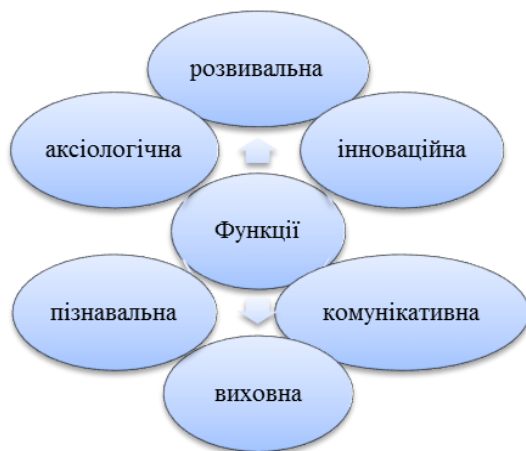 розвивальна
аксіологічна
інноваційна
Функції
пізнавальна
комунікативна
виховна